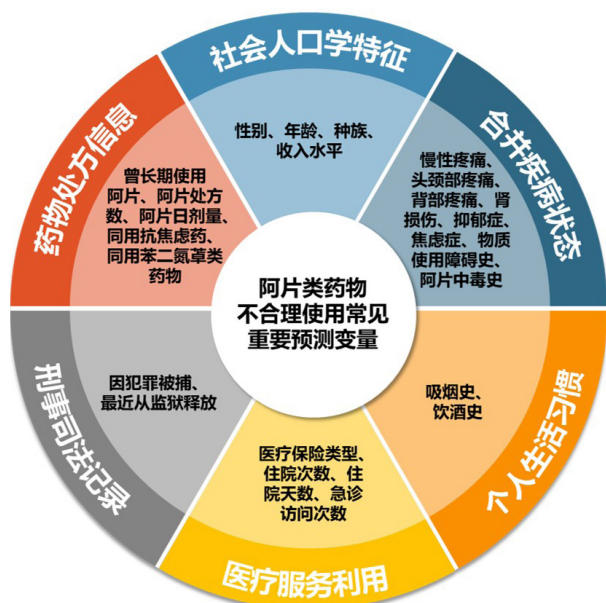 社会人口学特征
性别、年龄、种族、
收入水平
合并疾病状态
慢性疼痛、
头颈部疼痛、
背部疼痛、肾
损伤、抑郁症、
焦虑症、物质
使用障碍史、
阿片中毒史
个人生活习惯
吸烟史、
饮酒史
医疗服务利用
医疗保险类型、
住院次数、住
院天数、急诊
访问次数
刑事司法记录
因犯罪被捕、
最近从监狱释放
药物处方信息
曾长期使用
阿片、阿片处方
数、阿片日剂量、
同用抗焦虑药、
同用苯二氮䓬类
药物
阿片类药物
不合理使用常见
重要预测变量